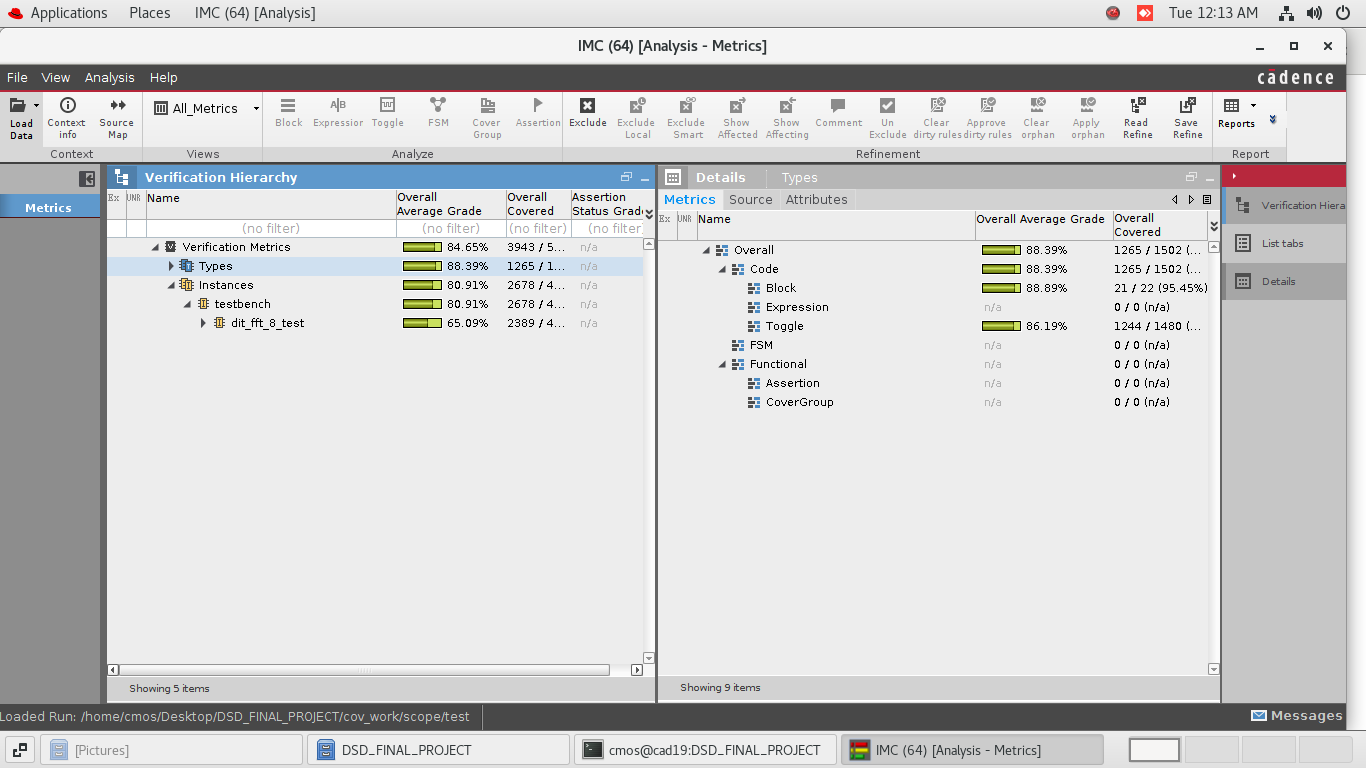 Applications Places IMC (64) [Analysis] Tue 12:13 AM
IMC (64) [Analysis - Metrics]
File View Analysis Help cādence
Load Data
Context info
Source Map
All_Metrics
Block
Expression
Toggle
FSM
Cover Group
Assertion
Exclude
Exclude Local
Exclude Smart
Show Affected
Show Affecting
Comment
Un Exclude
Clear dirty rules
Approve dirty rules
Clear orphan
Apply orphan
Read Refine
Save Refine
Reports
Context Views Analyze Refinement Report
Metrics
Verification Hierarchy
Ex UNR Name Overall Average Grade Overall Covered Assertion Status Grade
(no filter) (no filter) (no filter) (no filter)
Verification Metrics 84.65% 3943 / 5... n/a
Types 88.39% 1265 / 1... n/a
Instances 80.91% 2678 / 4... n/a
testbench 80.91% 2678 / 4... n/a
dit_fft_8_test 65.09% 2389 / 4... n/a
Showing 5 items
Details Types
Metrics Source Attributes
Ex UNR Name Overall Average Grade Overall Covered
Overall 88.39% 1265 / 1502 (...
Code 88.39% 1265 / 1502 (...
Block 88.89% 21 / 22 (95.45%)
Expression n/a 0 / 0 (n/a)
Toggle 86.19% 1244 / 1480 (...
FSM n/a 0 / 0 (n/a)
Functional n/a 0 / 0 (n/a)
Assertion n/a 0 / 0 (n/a)
CoverGroup n/a 0 / 0 (n/a)
Showing 9 items
Verification Hiera
List tabs
Details
Loaded Run: /home/cmos/Desktop/DSD_FINAL_PROJECT/cov_work/scope/test Messages
[Pictures] DSD_FINAL_PROJECT cmos@cad19:DSD_FINAL_PROJECT IMC (64) [Analysis - Metrics]